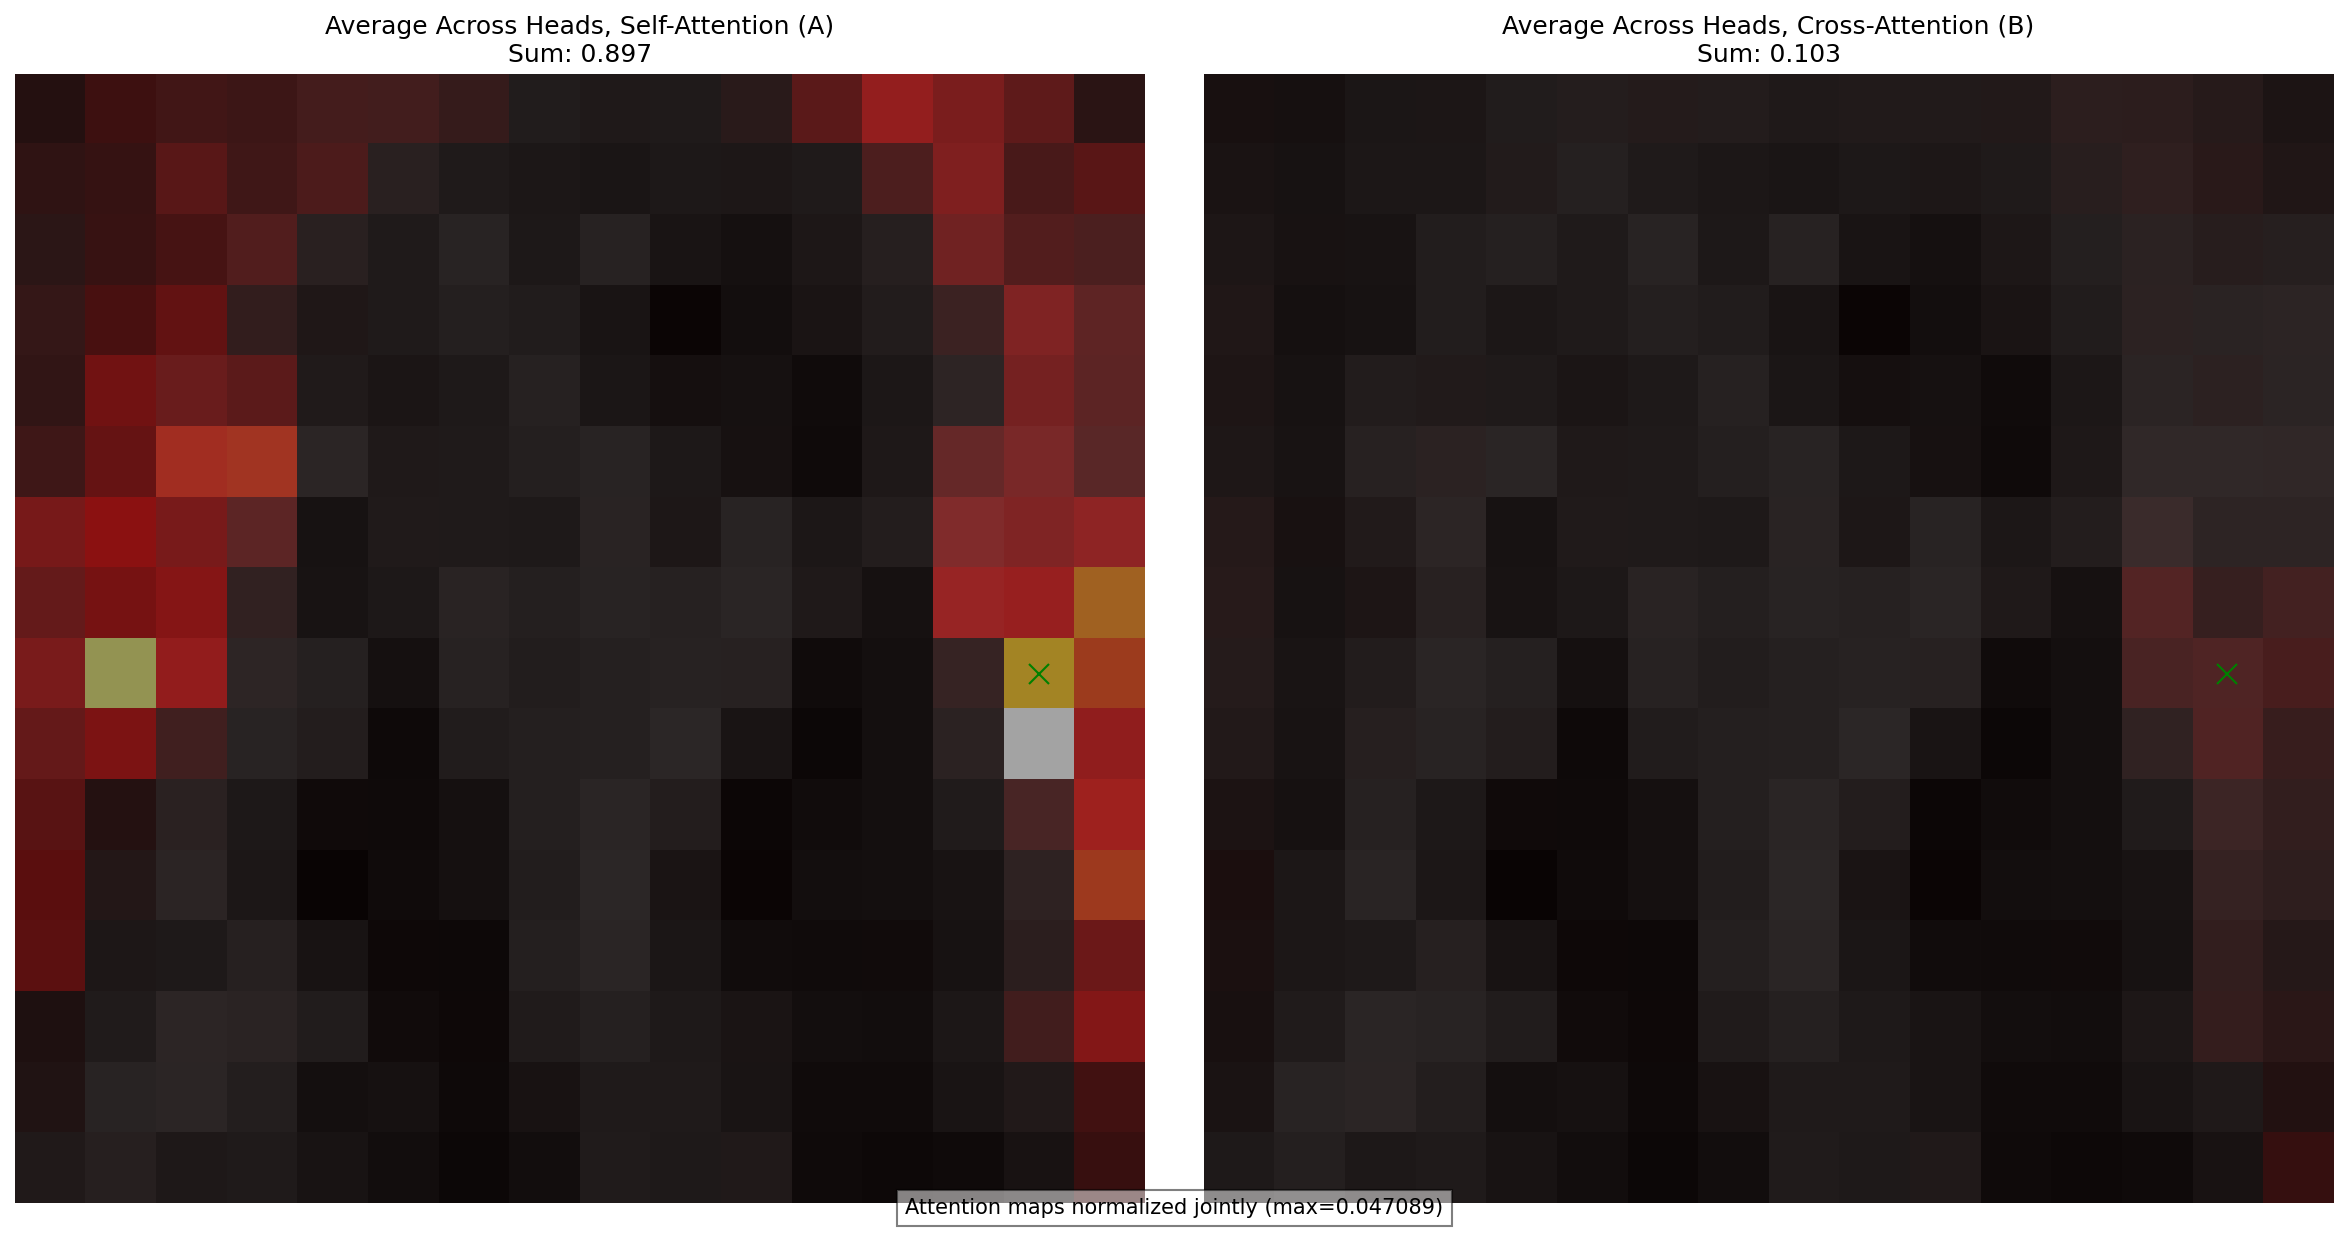 Average Across Heads, Self-Attention (A)
Sum: 0.897
Average Across Heads, Cross-Attention (B)
Sum: 0.103
Attention maps normalized jointly (max=0.047089)